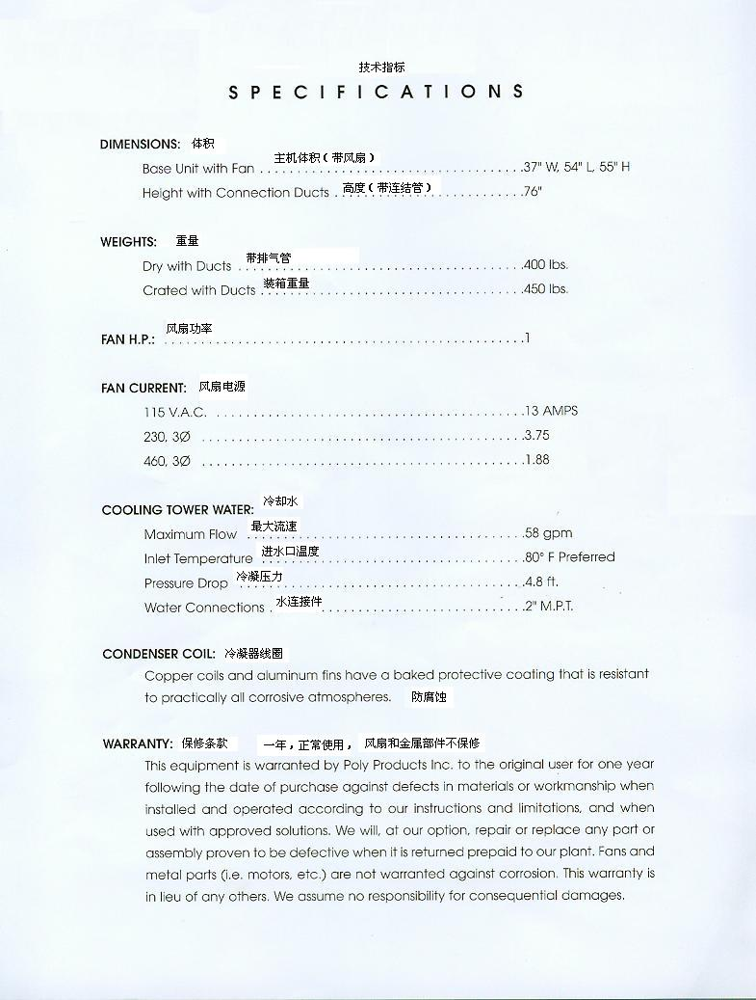 技术指标
SPECIFICATIONS
DIMENSIONS: 体积
主机体积(带风扇)
Base Unit with Fan ..................................37" W, 54" L, 55" H
Height with Connection Ducts . 高度(带连结管) ............76"
WEIGHTS: 重量
带排气管
Dry with Ducts ......................................400 lbs.
Crated with Ducts 装箱重量 ..................................450 lbs.
风扇功率
FAN H.P.: ................................................1
FAN CURRENT: 风扇电源
115 V.A.C. .........................................13 AMPS
230, 3Ø ...........................................3.75
460, 3Ø ...........................................1.88
冷却水
COOLING TOWER WATER:
最大流速
Maximum Flow .....................................58 gpm
Inlet Temperature 进水口温度 ...................................80° F Preferred
冷凝压力
Pressure Drop ......................................4.8 ft.
Water Connections . 水连接件 ...........................2" M.P.T.
CONDENSER COIL: 冷凝器线圈
Copper coils and aluminum fins have a baked protective coating that is resistant
to practically all corrosive atmospheres. 防腐蚀
WARRANTY: 保修条款 一年，正常使用， 风扇和金属部件不保修
This equipment is warranted by Poly Products Inc. to the original user for one year
following the date of purchase against defects in materials or workmanship when
installed and operated according to our instructions and limitations, and when
used with approved solutions. We will, at our option, repair or replace any part or
assembly proven to be defective when it is returned prepaid to our plant. Fans and
metal parts (i.e. motors, etc.) are not warranted against corrosion. This warranty is
in lieu of any others. We assume no responsibility for consequential damages.